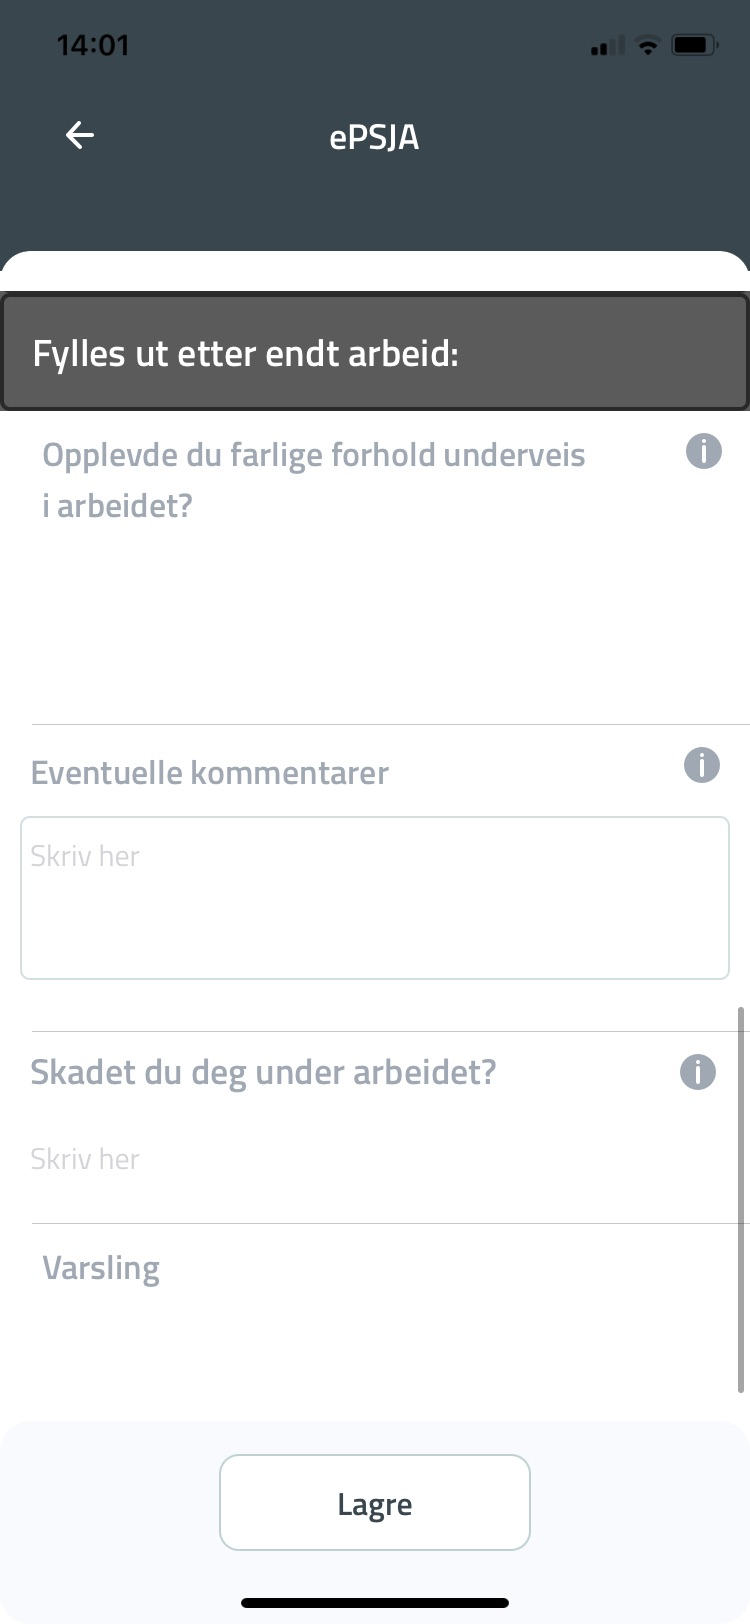 14:01
ePSJA
Fylles ut etter endt arbeid:
Opplevde du farlige forhold underveis
i arbeidet?
Eventuelle kommentarer
Skriv her
Skadet du deg under arbeidet?
Skriv her
Varsling
Lagre